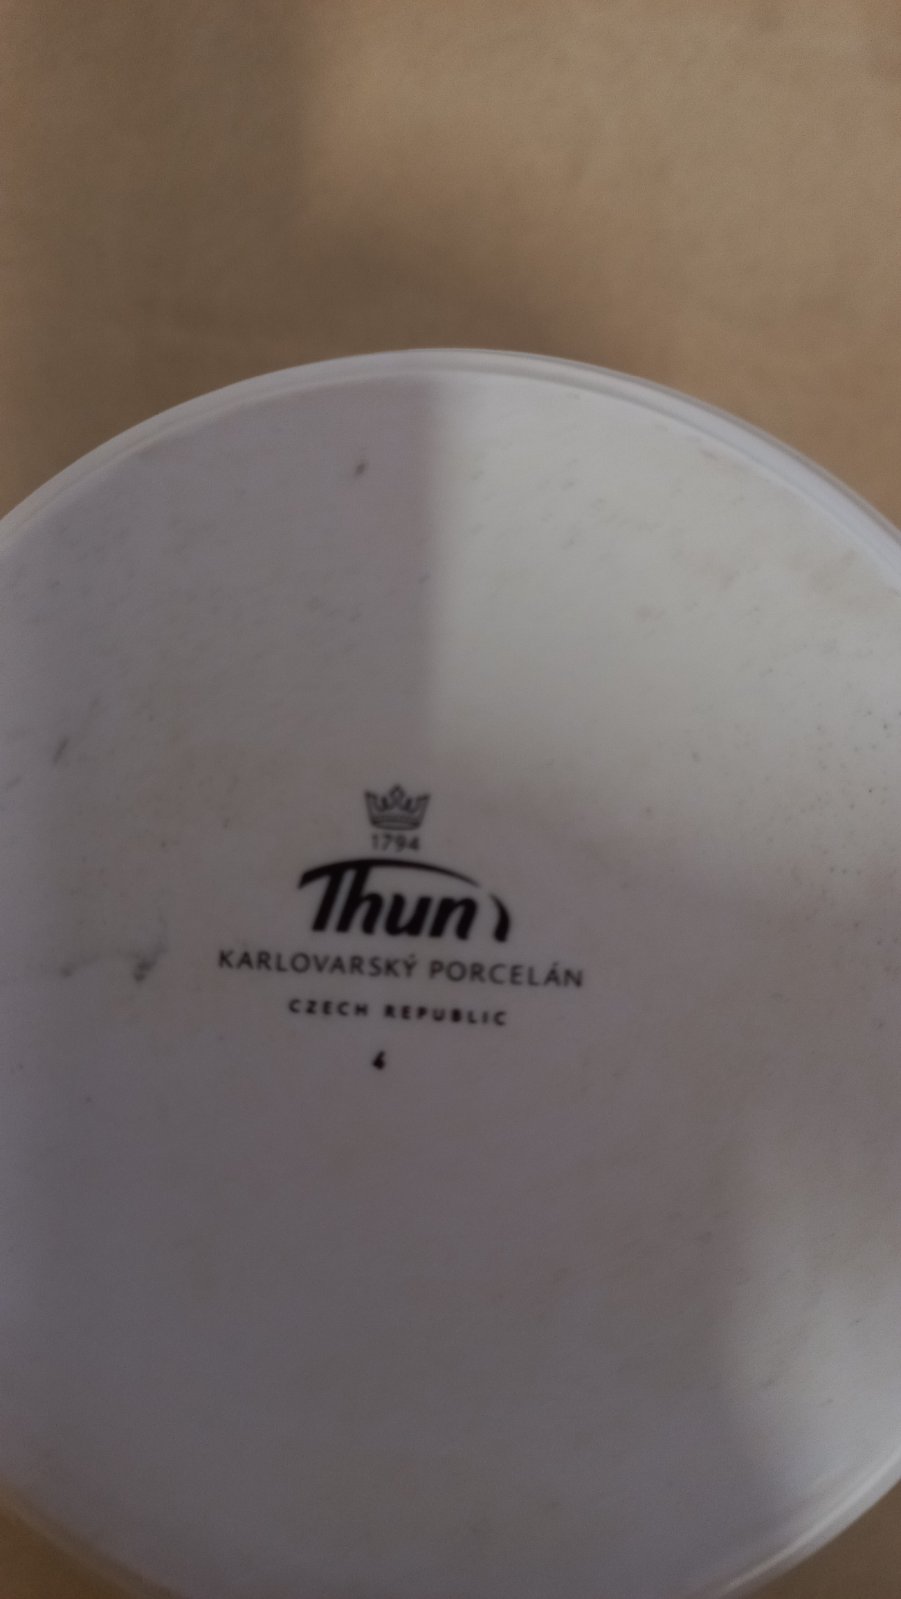 1794
Thun
KARLOVARSKÝ PORCELÁN
CZECH REPUBLIC
4